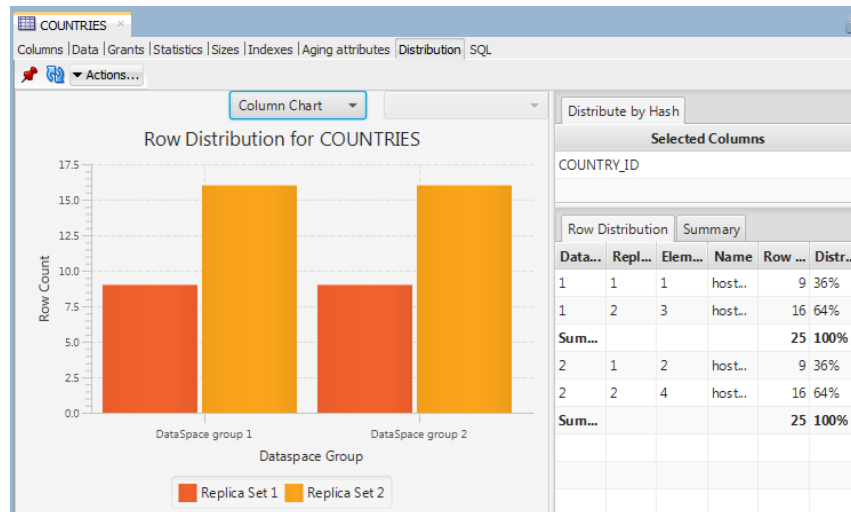 COUNTRIES
Columns |Data |Grants |Statistics |Sizes |Indexes |Aging attributes Distribution SQL
Actions...
Column Chart
Row Distribution for COUNTRIES
17.5
15.0
12.5
10.0
7.5
5.0
2.5
0.0
Row Count
DataSpace group 1 DataSpace group 2
Dataspace Group
Replica Set 1 Replica Set 2
Distribute by Hash
Selected Columns
COUNTRY_ID
Row Distribution Summary
Data... Repl... Elem... Name Row ... Distr...
1 1 1 host... 9 36%
1 2 3 host... 16 64%
Sum... 25 100%
2 1 2 host... 9 36%
2 2 4 host... 16 64%
Sum... 25 100%